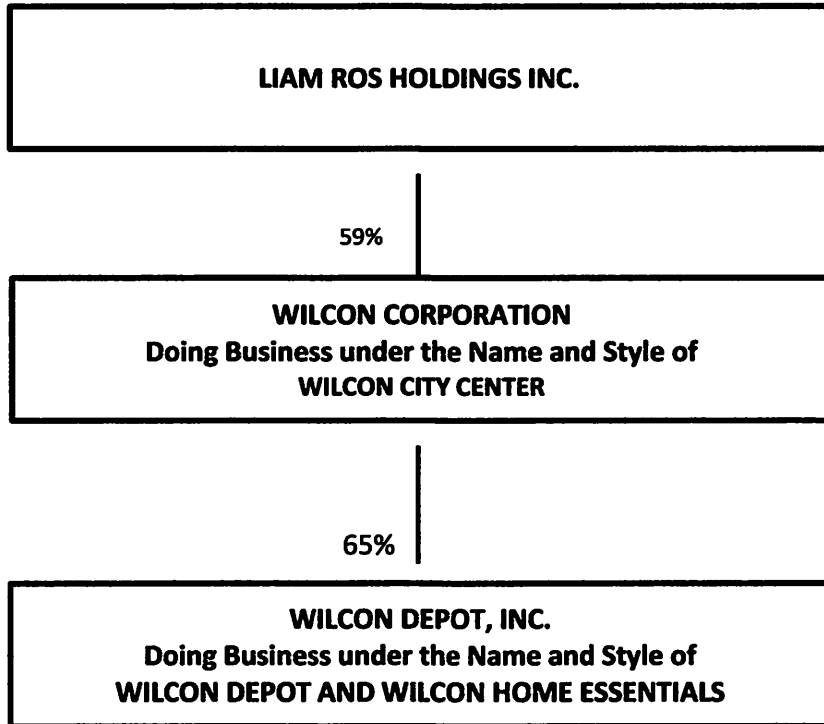 LIAM ROS HOLDINGS INC.
59%
WILCON CORPORATION
Doing Business under the Name and Style of
WILCON CITY CENTER
65%
WILCON DEPOT, INC.
Doing Business under the Name and Style of
WILCON DEPOT AND WILCON HOME ESSENTIALS